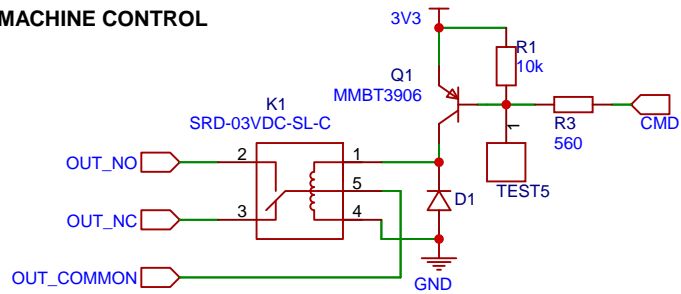 MACHINE CONTROL
3V3
R1
10k
Q1
MMBT3906
K1
SRD-03VDC-SL-C
R3
560
CMD
1
TEST5
OUT_NO
2
1
5
D1
OUT_NC
3
4
OUT_COMMON
GND